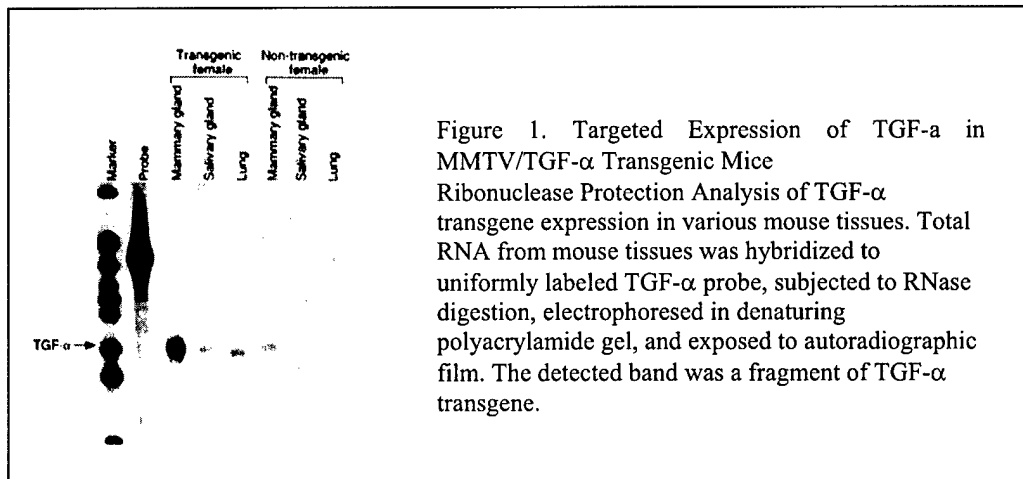 Transgenic female
Non-transgenic female
Marker
Probe
Mammary gland
Salivary gland
Lung
Mammary gland
Salivary gland
Lung
TGF-α
Figure 1. Targeted Expression of TGF-a in
MMTV/TGF-α Transgenic Mice
Ribonuclease Protection Analysis of TGF-α
transgene expression in various mouse tissues. Total
RNA from mouse tissues was hybridized to
uniformly labeled TGF-α probe, subjected to RNase
digestion, electrophoresed in denaturing
polyacrylamide gel, and exposed to autoradiographic
film. The detected band was a fragment of TGF-α
transgene.